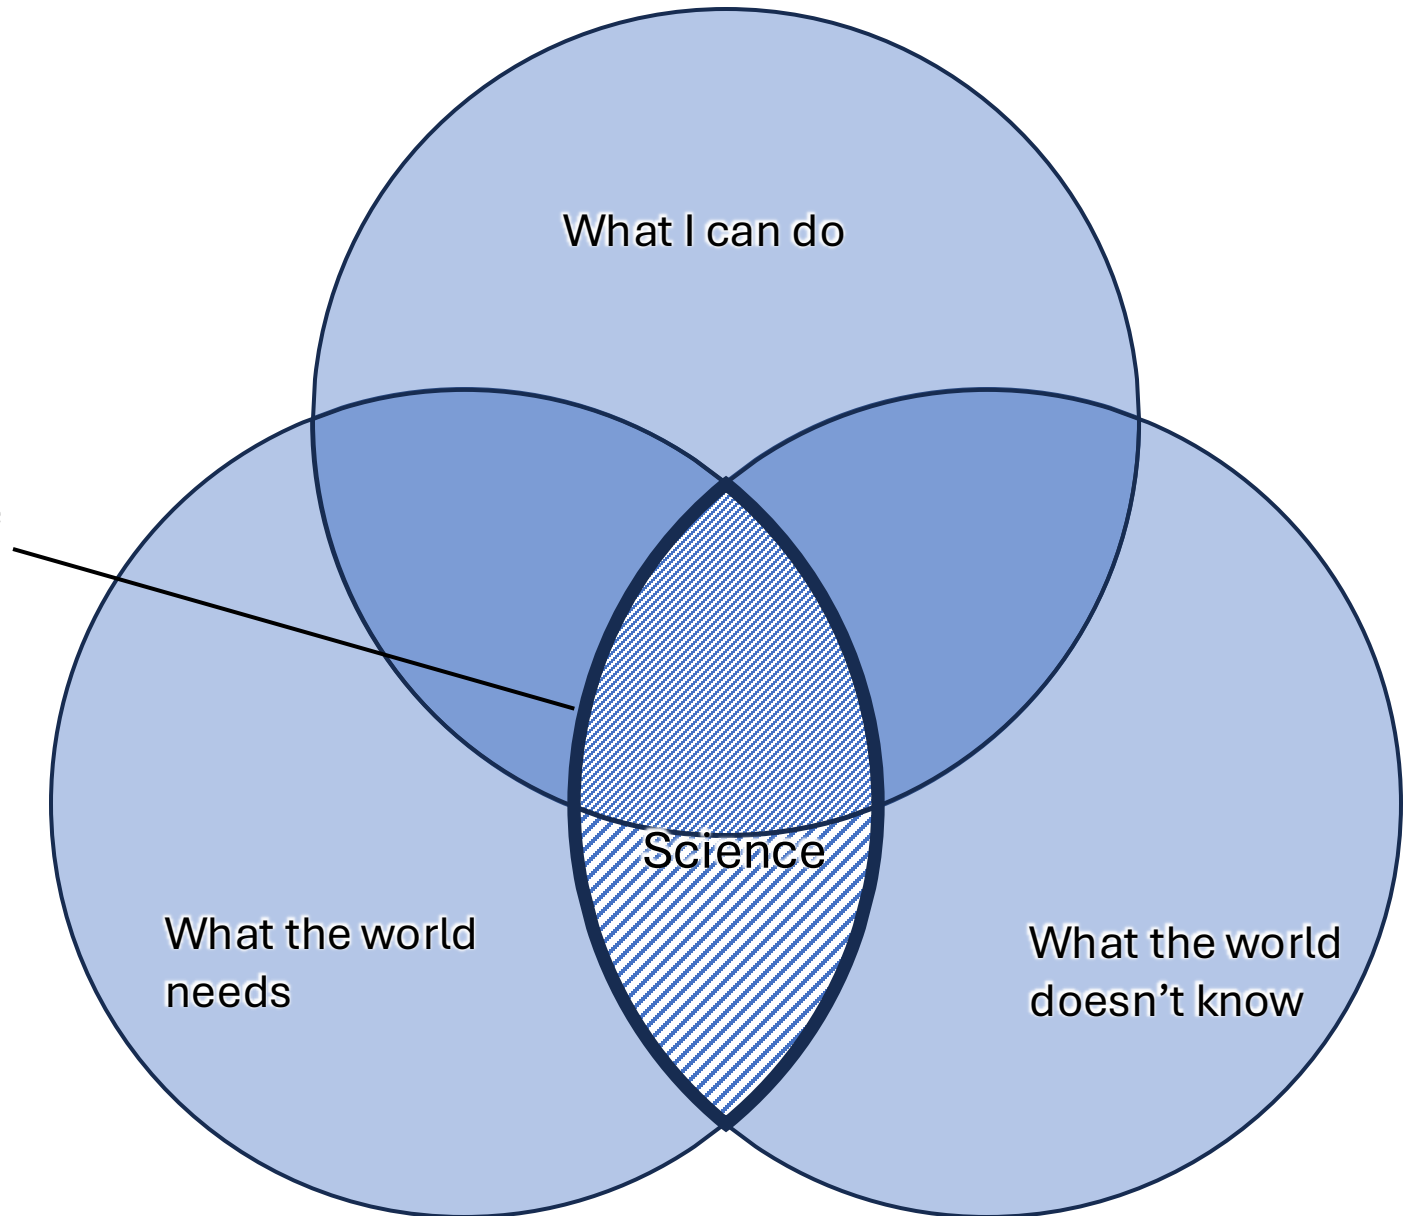 What I can do
Science
What the world
needs
What the world
doesn’t know